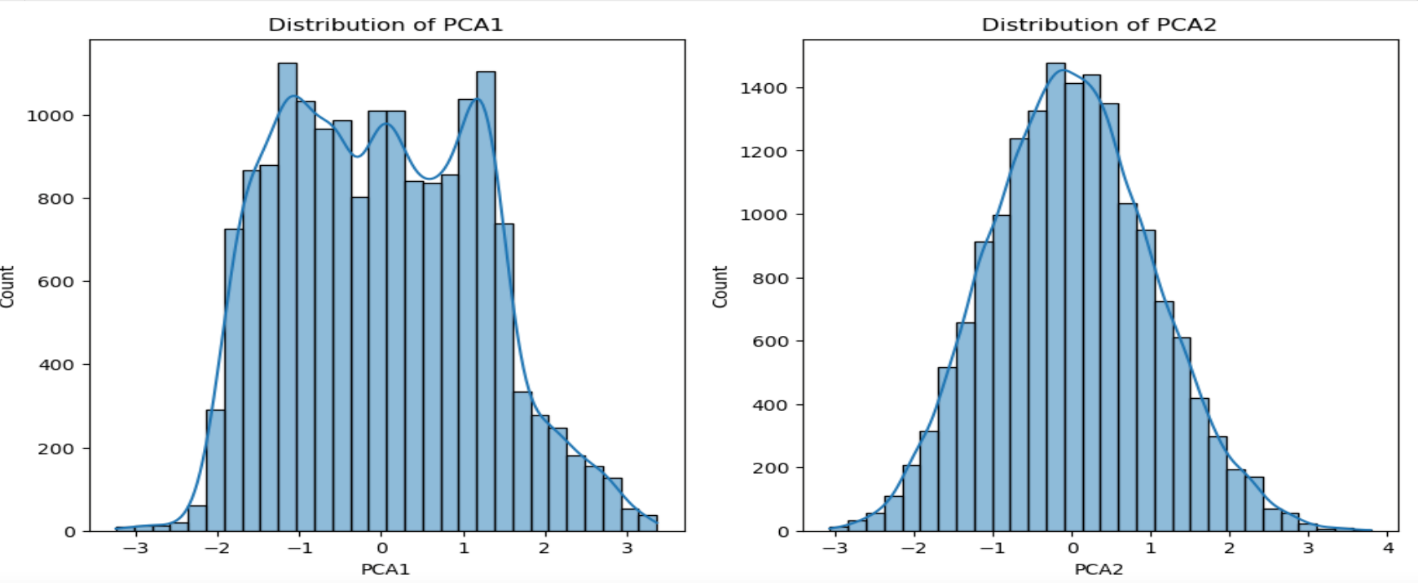 Distribution of PCA1
Count
1000
800
600
400
200
0
−3 −2 −1 0 1 2 3
PCA1
Distribution of PCA2
Count
1400
1200
1000
800
600
400
200
0
−3 −2 −1 0 1 2 3 4
PCA2